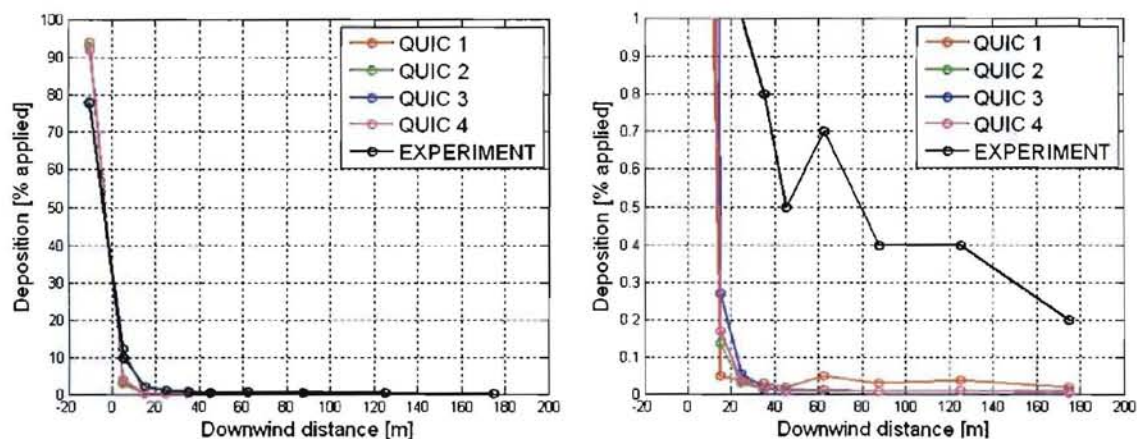 100
90
80
70
60
50
40
30
20
10
0
Deposition [% applied]
-20 0 20 40 60 80 100 120 140 160 180 200
Downwind distance [m]
QUIC 1
QUIC 2
QUIC 3
QUIC 4
EXPERIMENT
1
0.9
0.8
0.7
0.6
0.5
0.4
0.3
0.2
0.1
0
Deposition [% applied]
-20 0 20 40 60 80 100 120 140 160 180 200
Downwind distance [m]
QUIC 1
QUIC 2
QUIC 3
QUIC 4
EXPERIMENT